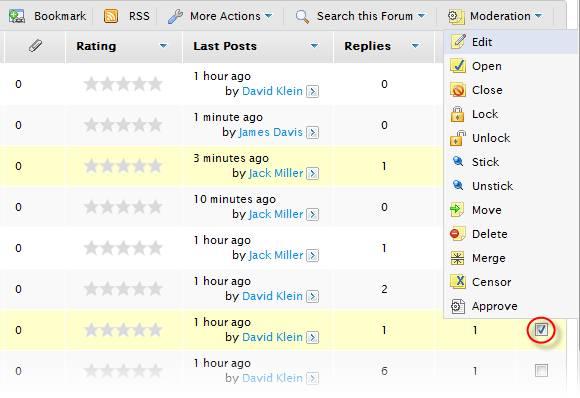 Bookmark RSS More Actions Search this Forum Moderation
Rating Last Posts Replies
Edit
Open
Close
Lock
Unlock
Stick
Unstick
Move
Delete
Merge
Censor
Approve
1 hour ago
0 by David Klein 0
1 minute ago
0 by James Davis 0
3 minutes ago
0 by Jack Miller 1
10 minutes ago
0 by Jack Miller 0
1 hour ago
0 by Jack Miller 1
1 hour ago
0 by David Klein 2
1 hour ago
0 by David Klein 1 1
1 hour ago
0 by David Klein 6 1